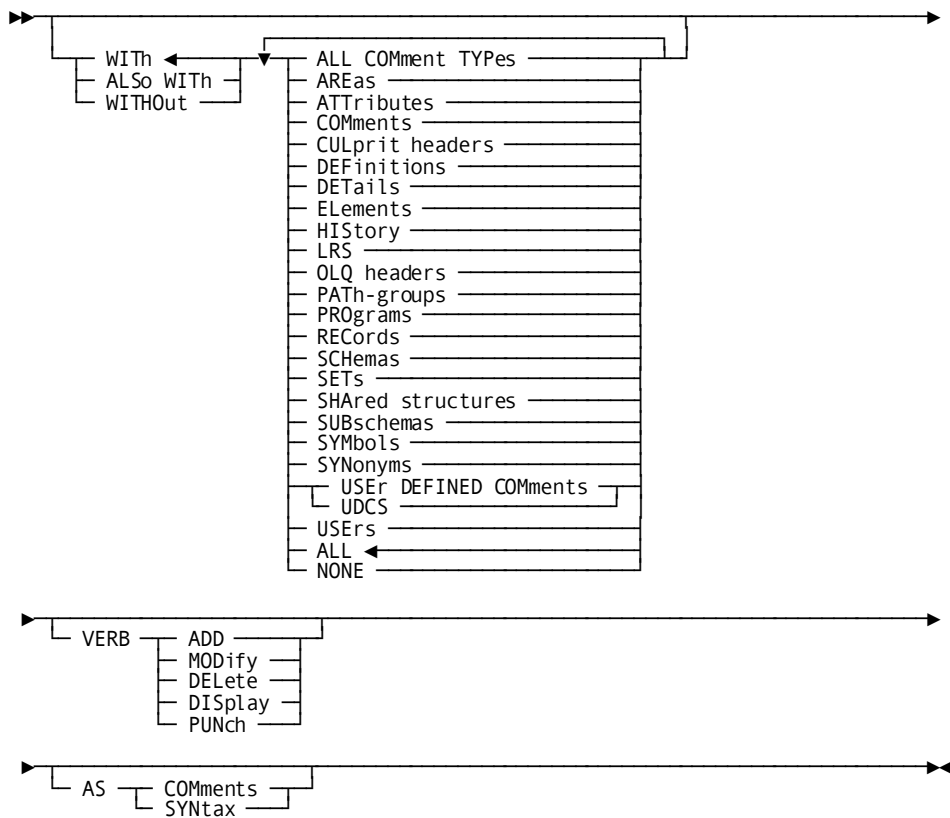 WITh
ALL COMment TYPes
ALSo WITh
AREas
WITHOut
ATTributes
COMments
CULprit headers
DEFinitions
DETails
ELements
HIStory
LRS
OLQ headers
PATh-groups
PROgrams
RECords
SCHemas
SETs
SHAred structures
SUBschemas
SYMbols
SYNonyms
USEr DEFINED COMments
UDCS
USErs
ALL
NONE
VERB
ADD
MODify
DELete
DISplay
PUNch
AS
COMments
SYNtax